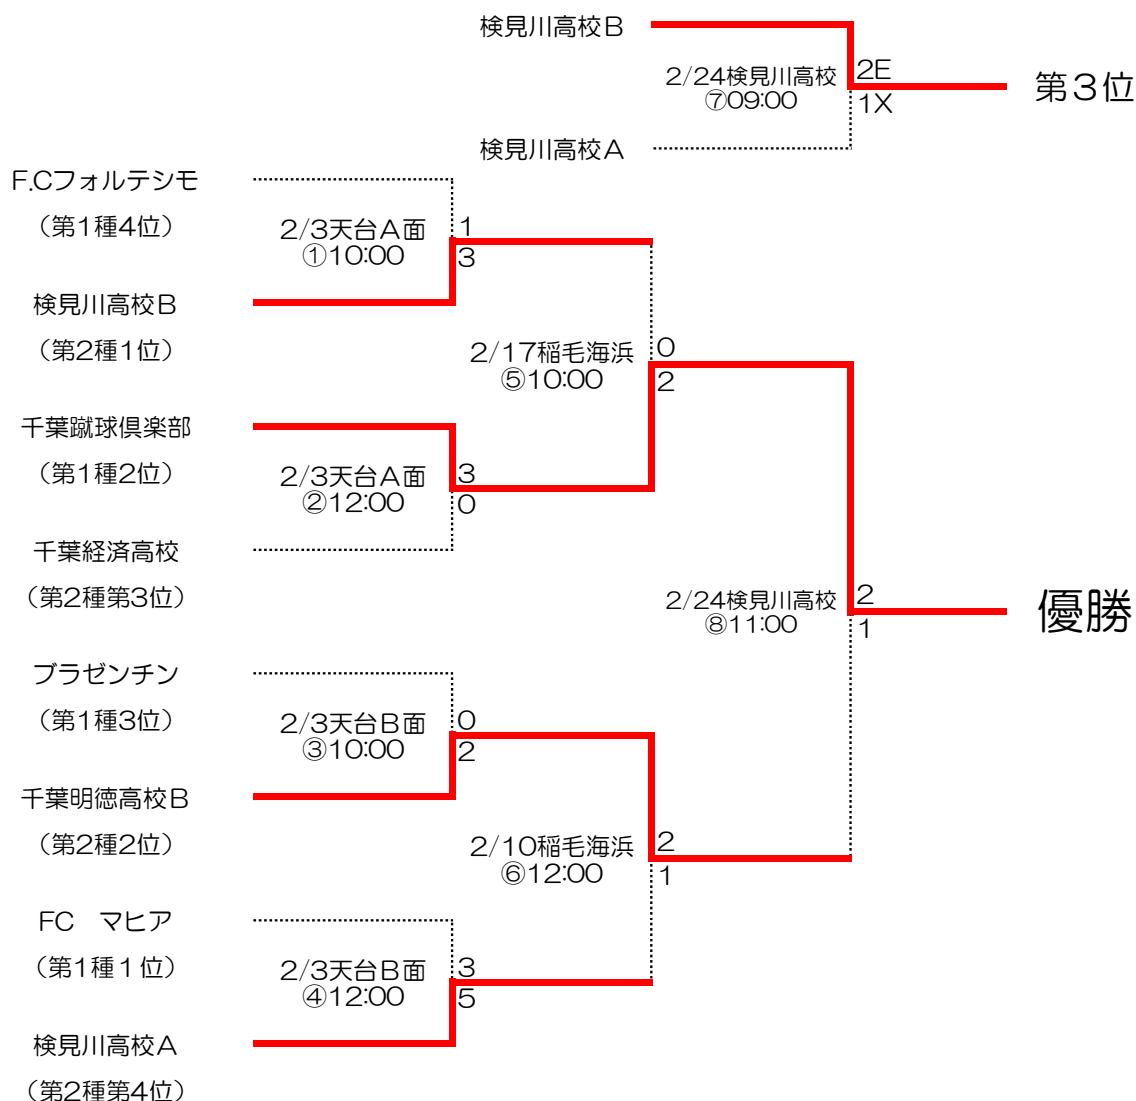 検見川高校B
2/24検見川高校
⑦09:00
2E
1X
第3位
検見川高校A
F.Cフォルテシモ
（第1種4位）
2/3天台A面
①10:00
1
3
検見川高校B
（第2種1位）
2/17稲毛海浜
⑤10:00
0
2
千葉蹴球倶楽部
（第1種2位）
2/3天台A面
②12:00
3
0
千葉経済高校
（第2種第3位）
2/24検見川高校
⑧11:00
2
1
優勝
ブラゼンチン
（第1種3位）
2/3天台B面
③10:00
0
2
千葉明徳高校B
（第2種2位）
2/10稲毛海浜
⑥12:00
2
1
FC　マヒア
（第1種１位）
2/3天台B面
④12:00
3
5
検見川高校A
（第2種第4位）